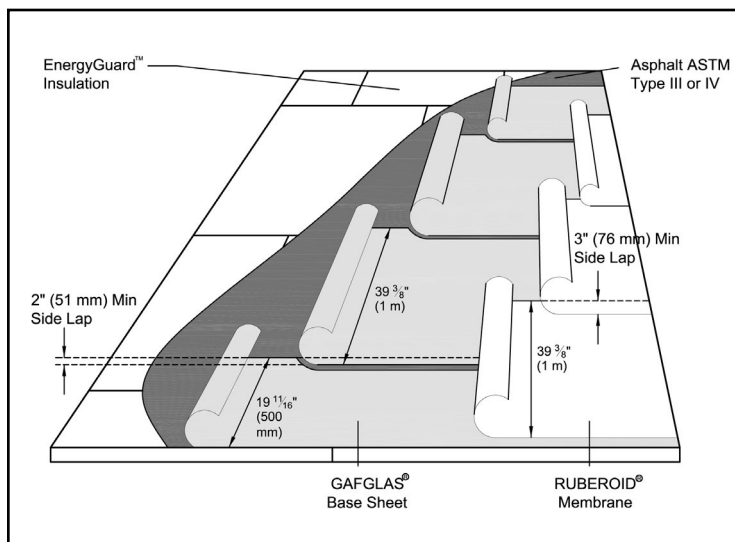 EnergyGuard™
Insulation
Asphalt ASTM
Type III or IV
3" (76 mm) Min
Side Lap
2" (51 mm) Min
Side Lap
39 3/8"
(1 m)
39 3/8"
(1 m)
19 11/16"
(500
mm)
GAFGLAS®
Base Sheet
RUBEROID®
Membrane